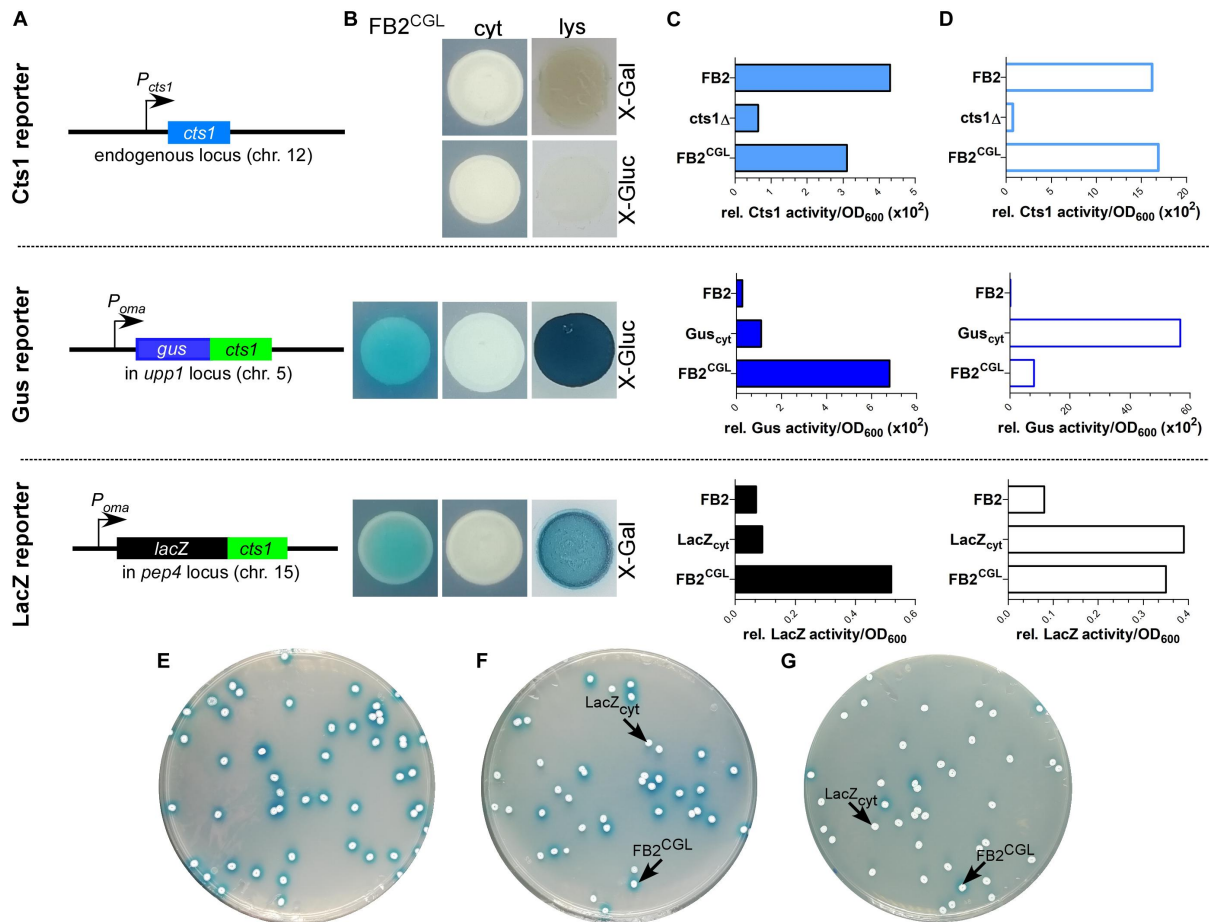 A
B
C
D
FB2CGL
cyt
lys
Cts1 reporter
Pcts1
cts1
endogenous locus (chr. 12)
X-Gal
X-Gluc
FB2
cts1Δ
FB2CGL
0
1
2
3
4
5
rel. Cts1 activity/OD600 (x10²)
FB2
cts1Δ
FB2CGL
0
5
10
15
20
rel. Cts1 activity/OD600 (x10²)
Gus reporter
Poma
gus
cts1
in upp1 locus (chr. 5)
X-Gluc
FB2
Guscyt
FB2CGL
0
2
4
6
8
rel. Gus activity/OD600 (x10²)
FB2
Guscyt
FB2CGL
0
20
40
60
rel. Gus activity/OD600 (x10²)
LacZ reporter
Poma
lacZ
cts1
in pep4 locus (chr. 15)
X-Gal
FB2
LacZcyt
FB2CGL
0.0
0.2
0.4
0.6
rel. LacZ activity/OD600
FB2
LacZcyt
FB2CGL
0.0
0.1
0.2
0.3
0.4
rel. LacZ activity/OD600
E
F
G
LacZcyt
FB2CGL
LacZcyt
FB2CGL